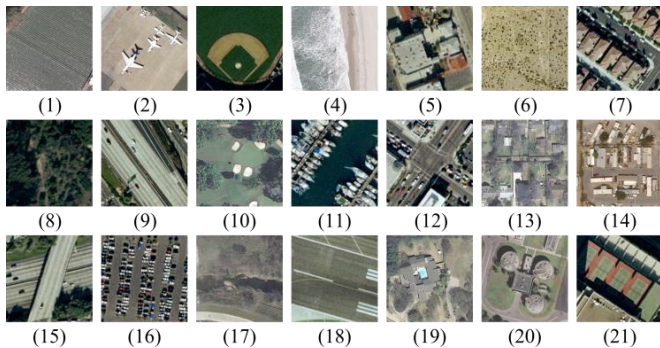 (1) (2) (3) (4) (5) (6) (7)
(8) (9) (10) (11) (12) (13) (14)
(15) (16) (17) (18) (19) (20) (21)